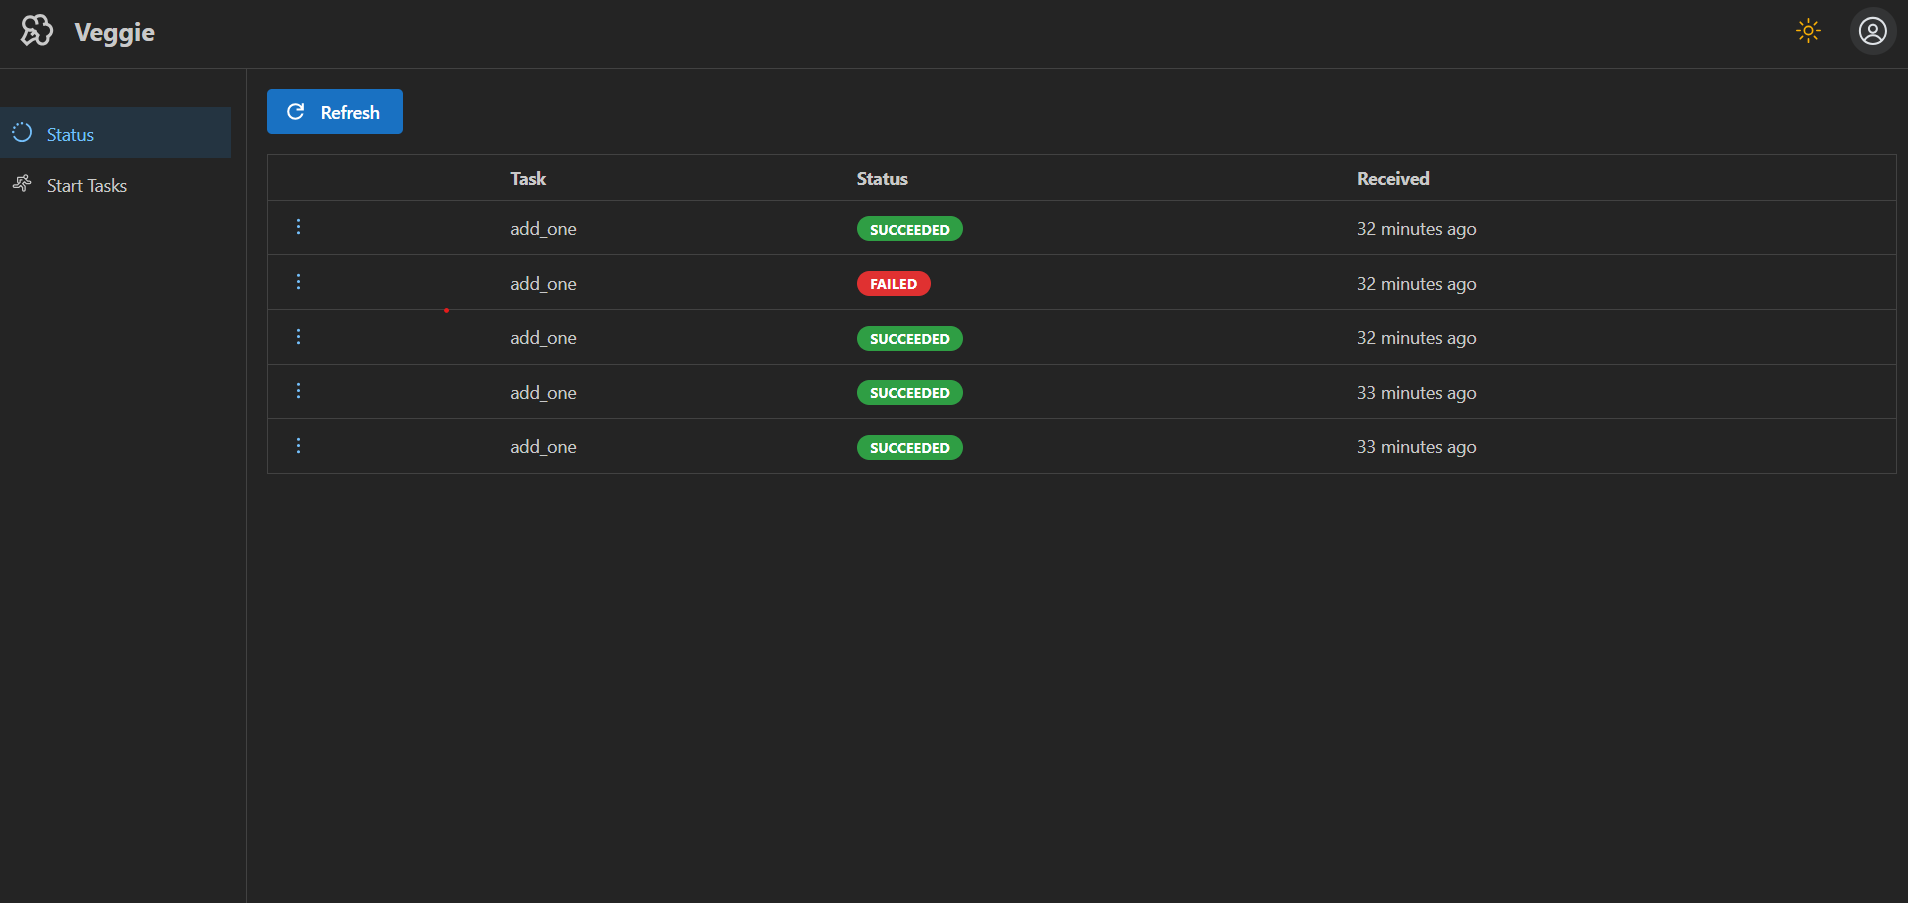 Veggie
Status
Start Tasks
Refresh
Task Status Received
add_one SUCCEEDED 32 minutes ago
add_one FAILED 32 minutes ago
add_one SUCCEEDED 32 minutes ago
add_one SUCCEEDED 33 minutes ago
add_one SUCCEEDED 33 minutes ago